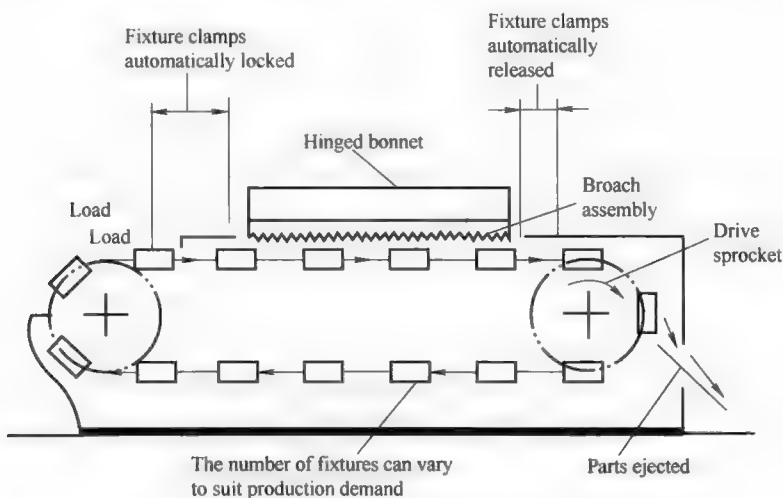 Fixture clamps
automatically locked
Fixture clamps
automatically
released
Hinged bonnet
Broach
assembly
Load
Load
Drive
sprocket
The number of fixtures can vary
to suit production demand
Parts ejected